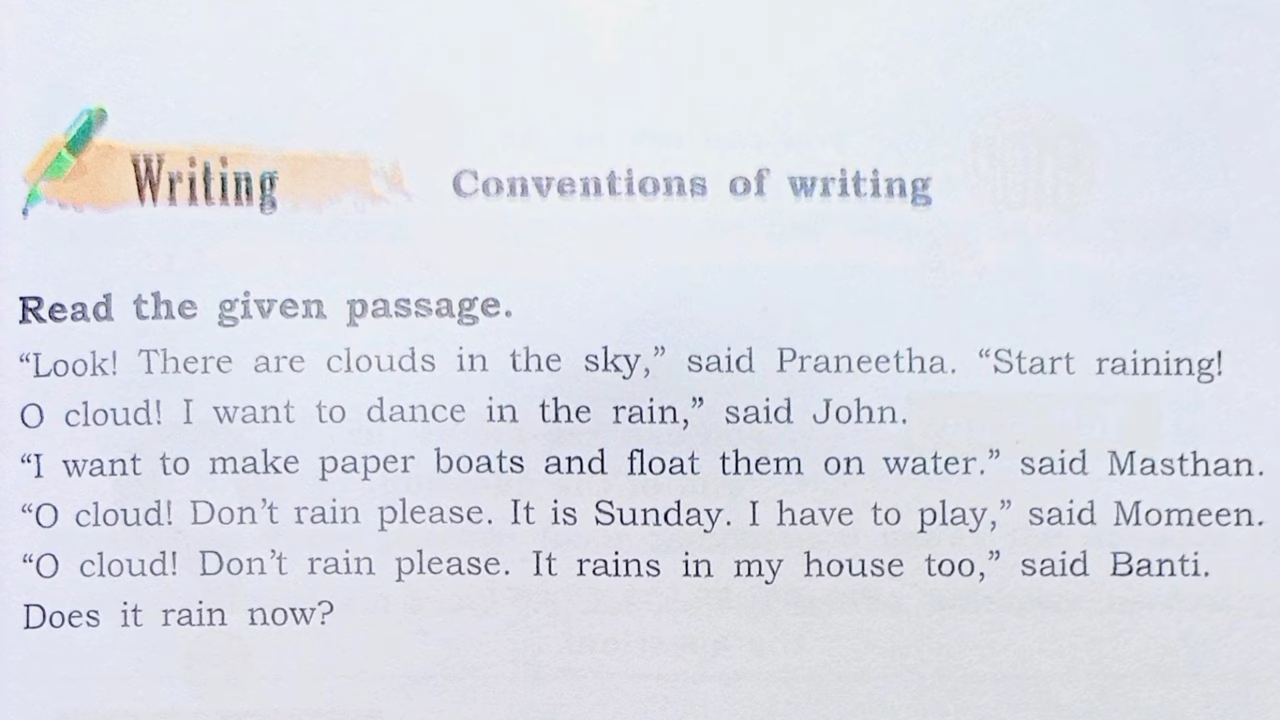 Writing
Conventions of writing
Read the given passage.
“Look! There are clouds in the sky,” said Praneetha. “Start raining!
O cloud! I want to dance in the rain,” said John.
“I want to make paper boats and float them on water.” said Masthan.
“O cloud! Don’t rain please. It is Sunday. I have to play,” said Momeen.
“O cloud! Don’t rain please. It rains in my house too,” said Banti.
Does it rain now?